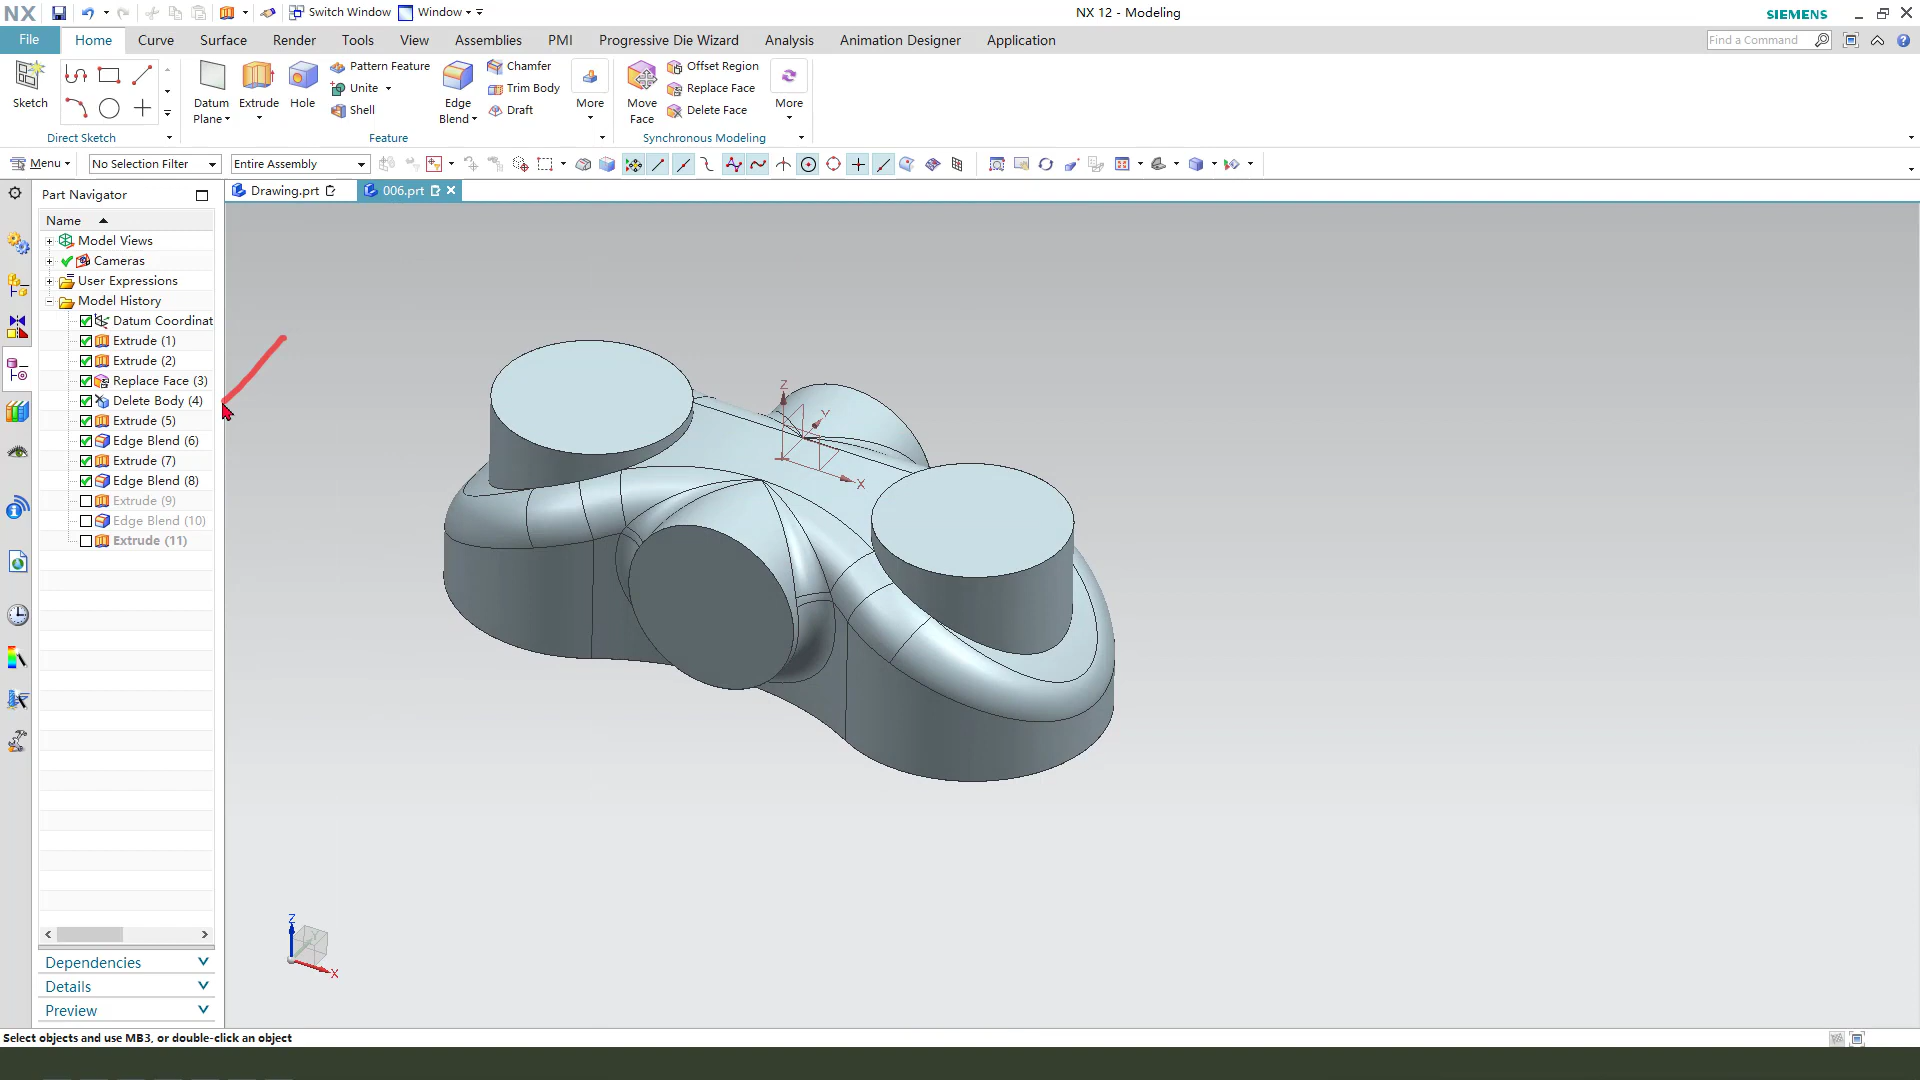 NX
Switch Window
Window
NX 12 - Modeling
SIEMENS
File
Home
Curve
Surface
Render
Tools
View
Assemblies
PMI
Progressive Die Wizard
Analysis
Animation Designer
Application
Find a Command
Sketch
Direct Sketch
Datum
Plane
Extrude
Hole
Pattern Feature
Unite
Shell
Edge
Blend
Chamfer
Trim Body
Draft
More
Feature
Move
Face
Offset Region
Replace Face
Delete Face
More
Synchronous Modeling
Menu
No Selection Filter
Entire Assembly
Part Navigator
Drawing.prt
006.prt
Name
Model Views
Cameras
User Expressions
Model History
Datum Coordinat
Extrude (1)
Extrude (2)
Replace Face (3)
Delete Body (4)
Extrude (5)
Edge Blend (6)
Extrude (7)
Edge Blend (8)
Extrude (9)
Edge Blend (10)
Extrude (11)
Z
Y
X
Z
Y
X
Dependencies
Details
Preview
Select objects and use MB3, or double-click an object